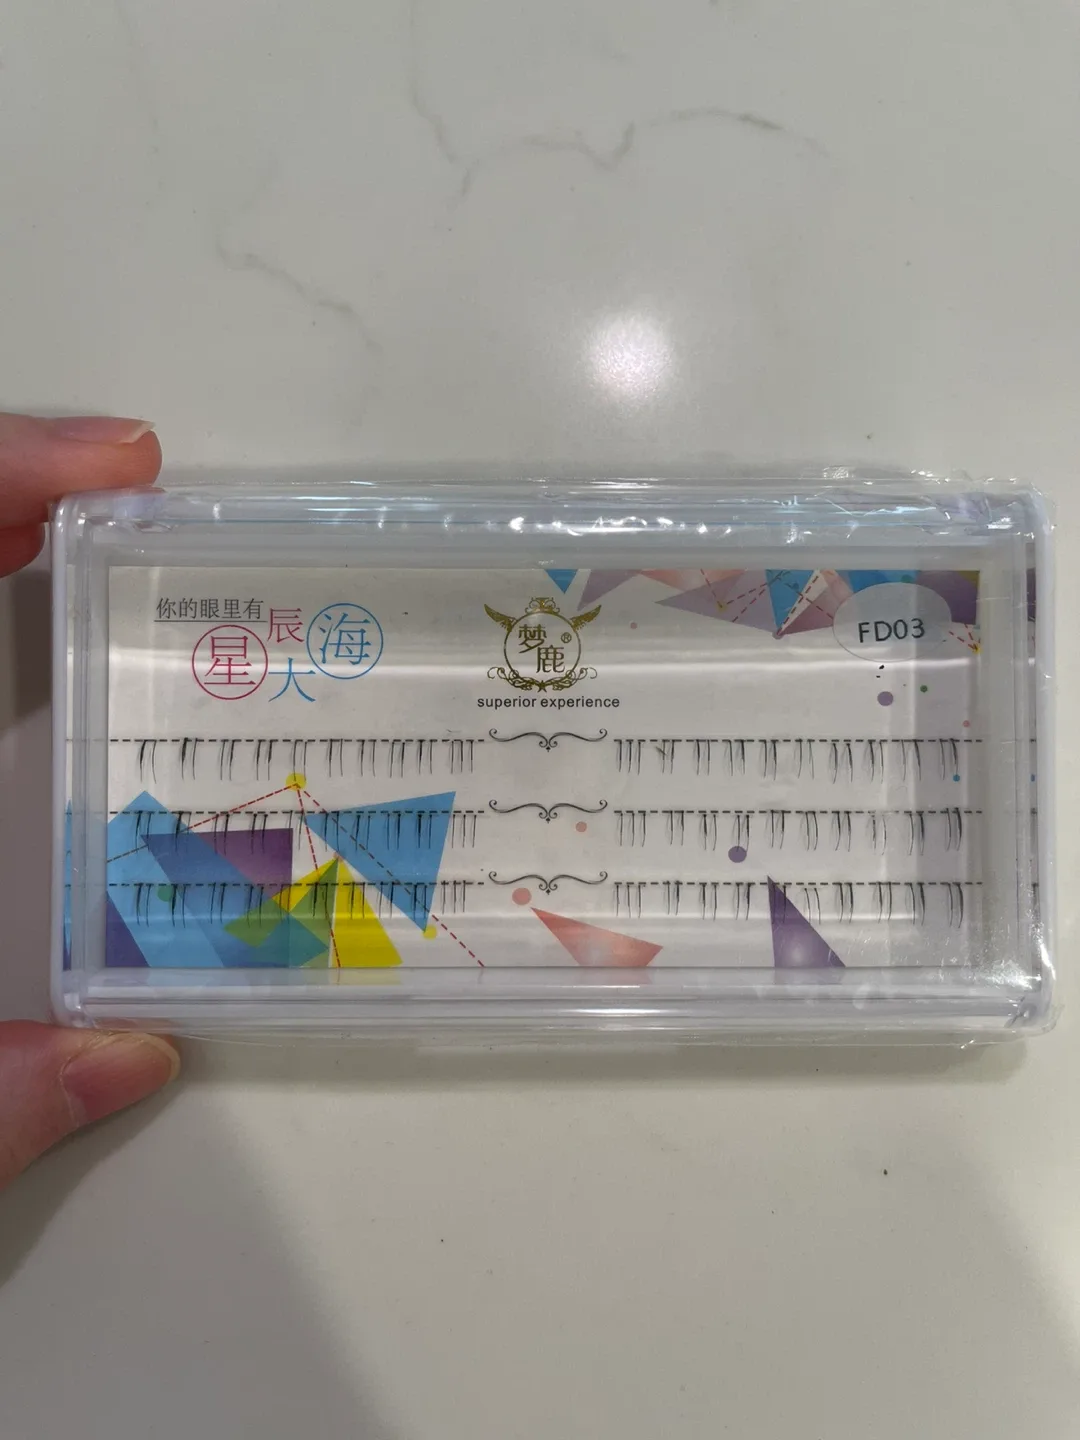 你的眼里有
星辰大海
梦鹿®
superior experience
FD03